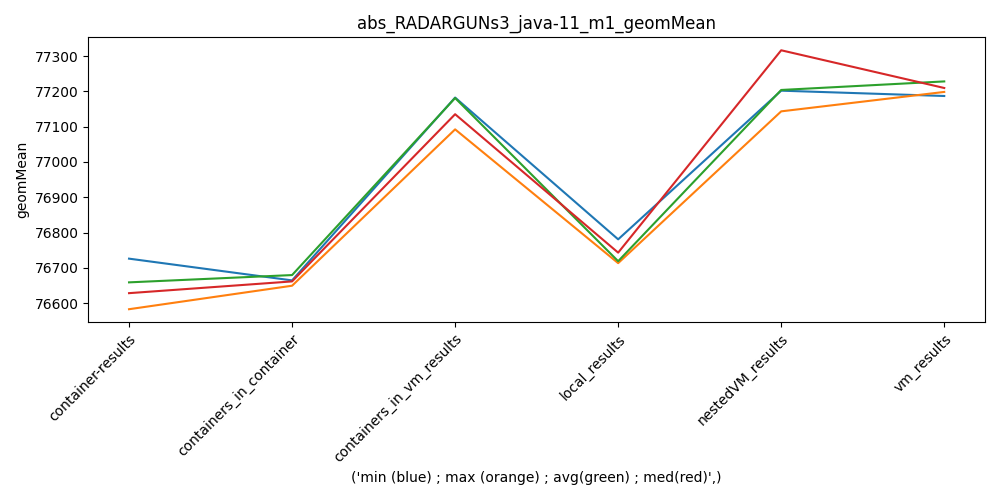 abs_RADARGUNs3_java-11_m1_geomMean
geomMean
77300
77200
77100
77000
76900
76800
76700
76600
container-results
containers_in_container
containers_in_vm_results
local_results
nestedVM_results
vm_results
('min (blue) ; max (orange) ; avg(green) ; med(red)',)